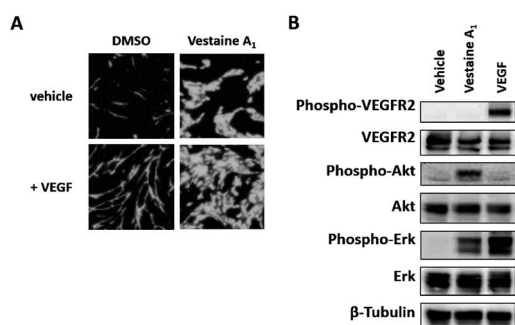 A
DMSO Vestaine A₁
vehicle
+ VEGF
B
Vehicle Vestaine A₁ VEGF
Phospho-VEGFR2
VEGFR2
Phospho-Akt
Akt
Phospho-Erk
Erk
β-Tubulin